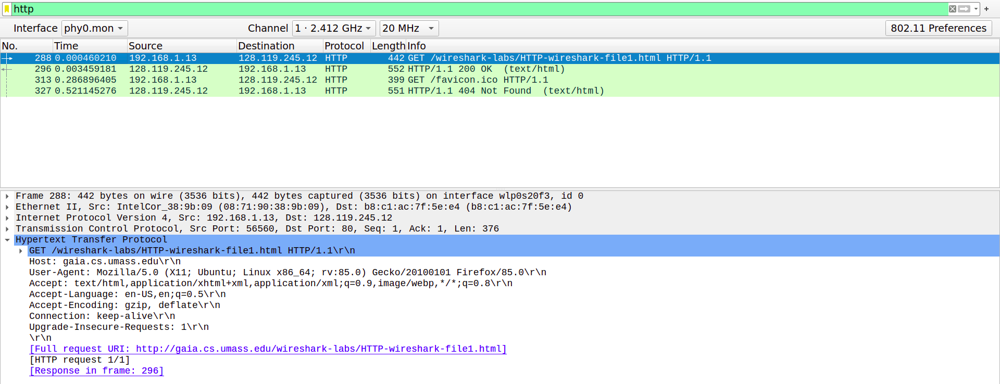 http
Interface phy0.mon Channel 1 · 2.412 GHz 20 MHz 802.11 Preferences
No. Time Source Destination Protocol Length Info
288 0.000460210 192.168.1.13 128.119.245.12 HTTP 442 GET /wireshark-labs/HTTP-wireshark-file1.html HTTP/1.1
296 0.003459181 128.119.245.12 192.168.1.13 HTTP 552 HTTP/1.1 200 OK  (text/html)
313 0.286896405 192.168.1.13 128.119.245.12 HTTP 399 GET /favicon.ico HTTP/1.1
327 0.521145276 128.119.245.12 192.168.1.13 HTTP 551 HTTP/1.1 404 Not Found  (text/html)
Frame 288: 442 bytes on wire (3536 bits), 442 bytes captured (3536 bits) on interface wlp0s20f3, id 0
Ethernet II, Src: IntelCor_38:9b:09 (08:71:90:38:9b:09), Dst: b8:c1:ac:7f:5e:e4 (b8:c1:ac:7f:5e:e4)
Internet Protocol Version 4, Src: 192.168.1.13, Dst: 128.119.245.12
Transmission Control Protocol, Src Port: 56560, Dst Port: 80, Seq: 1, Ack: 1, Len: 376
Hypertext Transfer Protocol
GET /wireshark-labs/HTTP-wireshark-file1.html HTTP/1.1\r\n
Host: gaia.cs.umass.edu\r\n
User-Agent: Mozilla/5.0 (X11; Ubuntu; Linux x86_64; rv:85.0) Gecko/20100101 Firefox/85.0\r\n
Accept: text/html,application/xhtml+xml,application/xml;q=0.9,image/webp,*/*;q=0.8\r\n
Accept-Language: en-US,en;q=0.5\r\n
Accept-Encoding: gzip, deflate\r\n
Connection: keep-alive\r\n
Upgrade-Insecure-Requests: 1\r\n
\r\n
[Full request URI: http://gaia.cs.umass.edu/wireshark-labs/HTTP-wireshark-file1.html]
[HTTP request 1/1]
[Response in frame: 296]